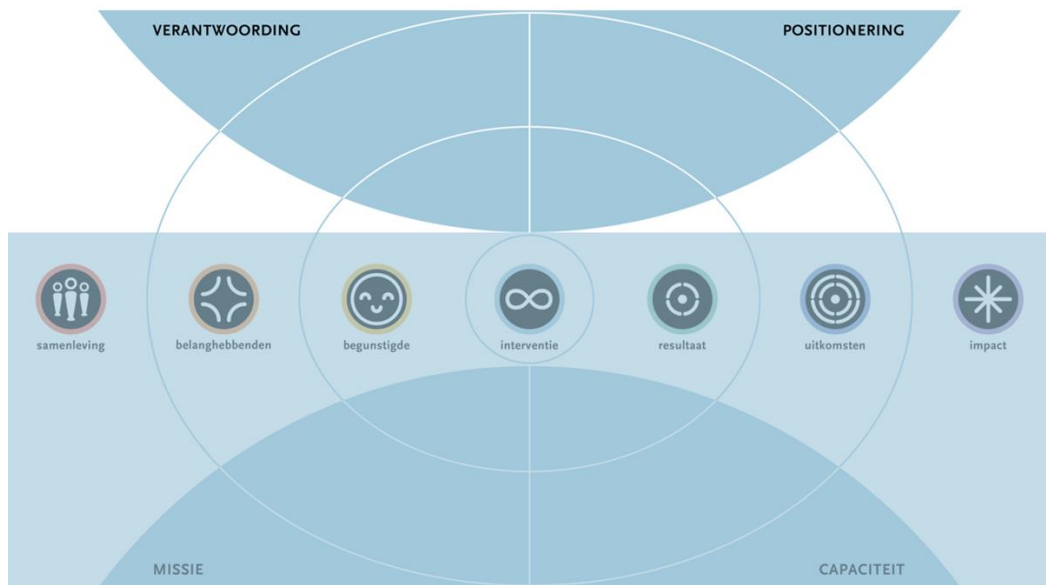 VERANTWOORDING
POSITIONERING
samenleving
belanghebbenden
begunstigde
interventie
resultaat
uitkomsten
impact
MISSIE
CAPACITEIT